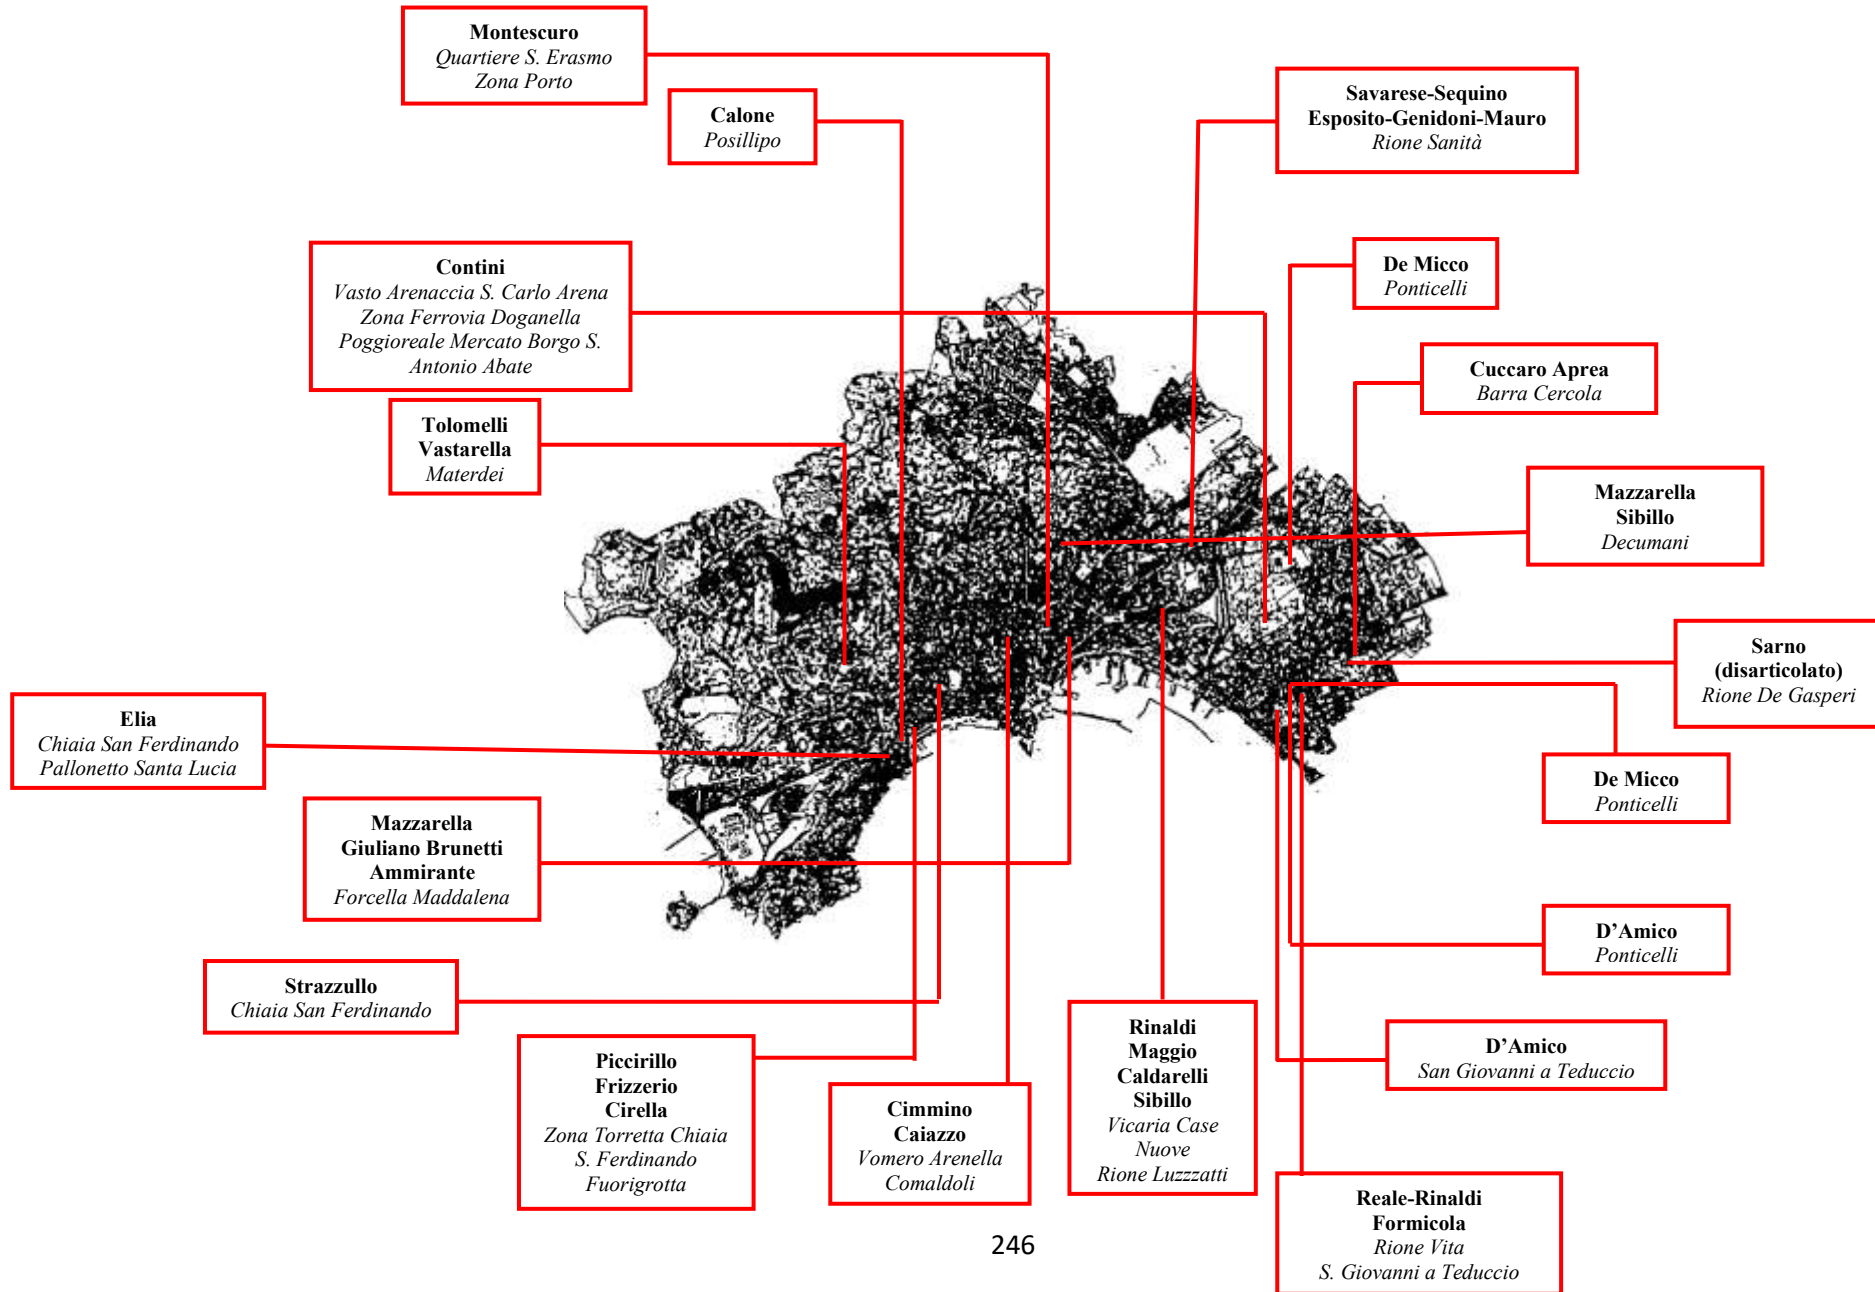 Montescuro
Quartiere S. Erasmo
Zona Porto
Calone
Posillipo
Savarese-Sequino
Esposito-Genidoni-Mauro
Rione Sanità
Contini
Vasto Arenaccia S. Carlo Arena
Zona Ferrovia Doganella
Poggioreale Mercato Borgo S.
Antonio Abate
De Micco
Ponticelli
Cuccaro Aprea
Barra Cercola
Tolomelli
Vastarella
Materdei
Mazzarella
Sibillo
Decumani
Sarno
(disarticolato)
Rione De Gasperi
Elia
Chiaia San Ferdinando
Pallonetto Santa Lucia
De Micco
Ponticelli
Mazzarella
Giuliano Brunetti
Ammirante
Forcella Maddalena
D’Amico
Ponticelli
Strazzullo
Chiaia San Ferdinando
Piccirillo
Frizzerio
Cirella
Zona Torretta Chiaia
S. Ferdinando
Fuorigrotta
Cimmino
Caiazzo
Vomero Arenella
Comaldoli
Rinaldi
Maggio
Caldarelli
Sibillo
Vicaria Case
Nuove
Rione Luzzzatti
D’Amico
San Giovanni a Teduccio
Reale-Rinaldi
Formicola
Rione Vita
S. Giovanni a Teduccio
246